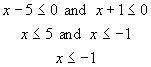 x − 5 ≤ 0 and x + 1 ≤ 0
x ≤ 5 and x ≤ −1
x ≤ −1